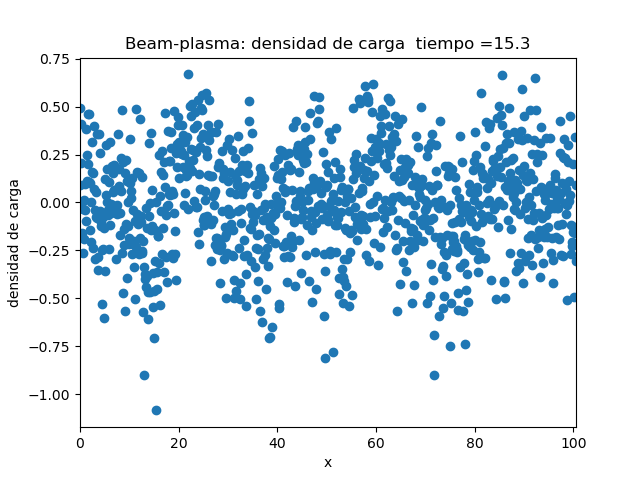 Beam-plasma: densidad de carga  tiempo =15.3
0.75
0.50
0.25
0.00
−0.25
−0.50
−0.75
−1.00
densidad de carga
0 20 40 60 80 100
x